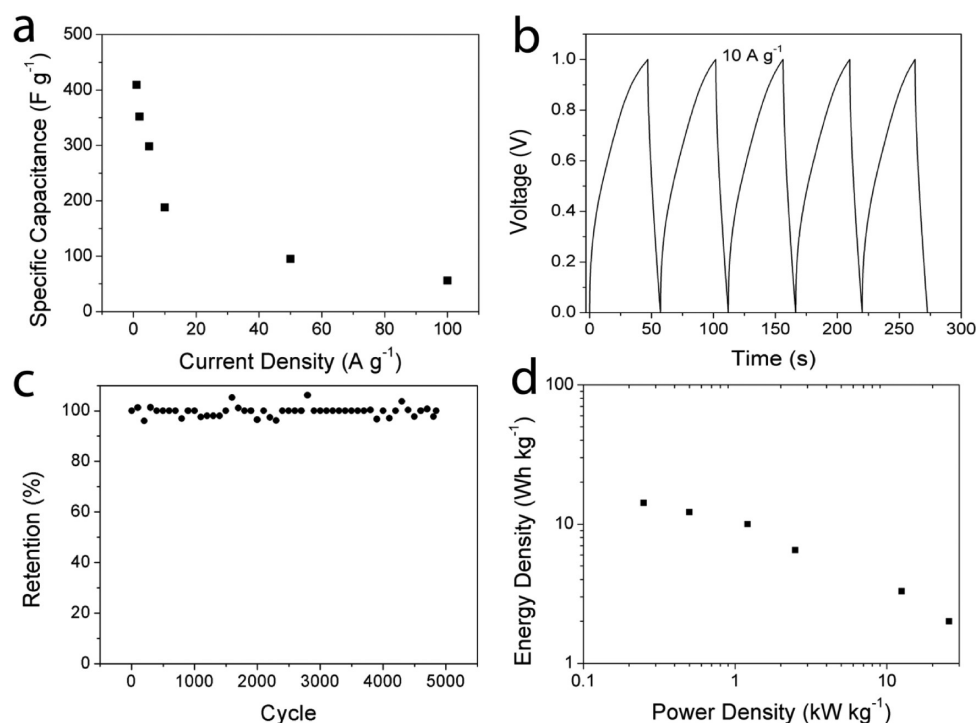 a
500
400
300
200
100
0
0 20 40 60 80 100
Specific Capacitance (F g⁻¹)
Current Density (A g⁻¹)
b
10 A g⁻¹
1.0
0.8
0.6
0.4
0.2
0.0
0 50 100 150 200 250 300
Voltage (V)
Time (s)
c
100
80
60
40
20
0
0 1000 2000 3000 4000 5000
Retention (%)
Cycle
d
100
10
1
0.1 1 10
Energy Density (Wh kg⁻¹)
Power Density (kW kg⁻¹)